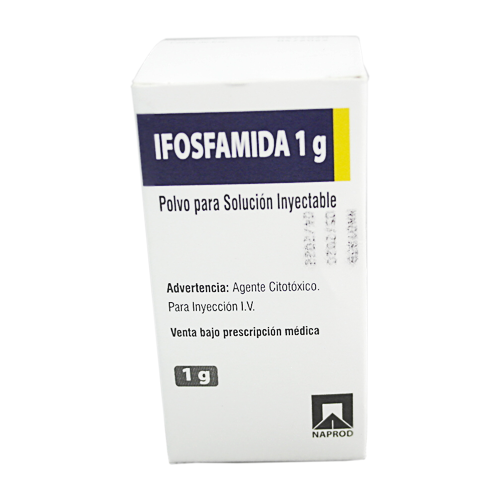 IFOSFAMIDA 1 g
Polvo para Solución Inyectable
Advertencia: Agente Citotóxico.
Para Inyección I.V.
Venta bajo prescripción médica
1 g
NAPROD